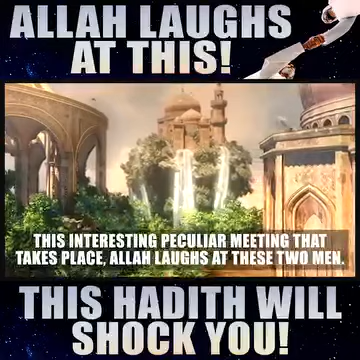 ALLAH LAUGHS
AT THIS!
THIS INTERESTING PECULIAR MEETING THAT
TAKES PLACE, ALLAH LAUGHS AT THESE TWO MEN.
THIS HADITH WILL
SHOCK YOU!